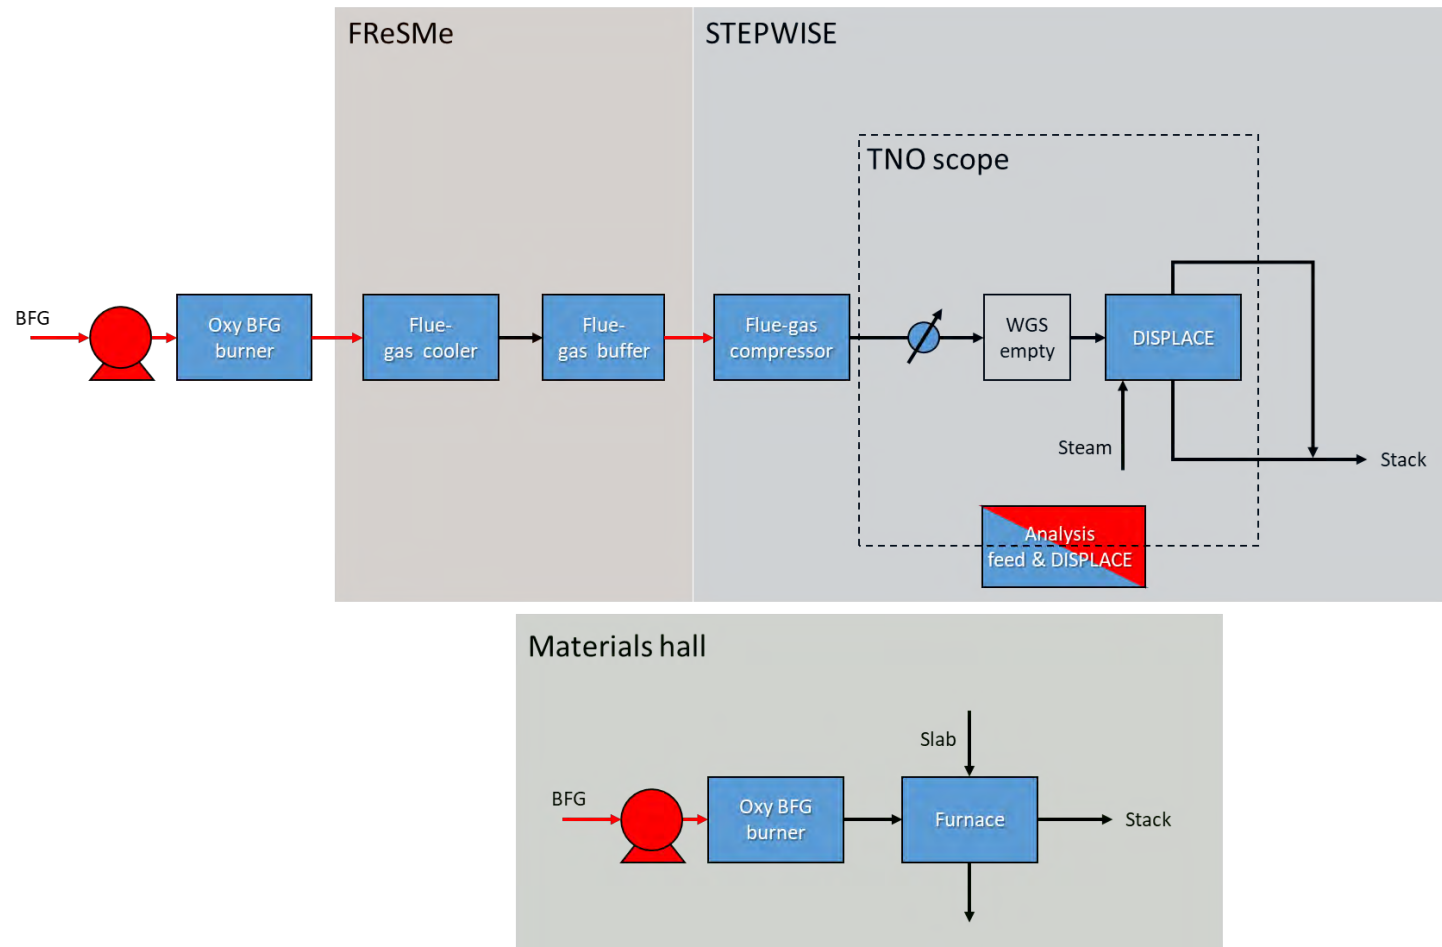 FReSMe
STEPWISE
TNO scope
BFG
Oxy BFG
burner
Flue-
gas cooler
Flue-
gas buffer
Flue-gas
compressor
WGS
empty
DISPLACE
Steam
Stack
Analysis
feed & DISPLACE
Materials hall
Slab
BFG
Oxy BFG
burner
Furnace
Stack